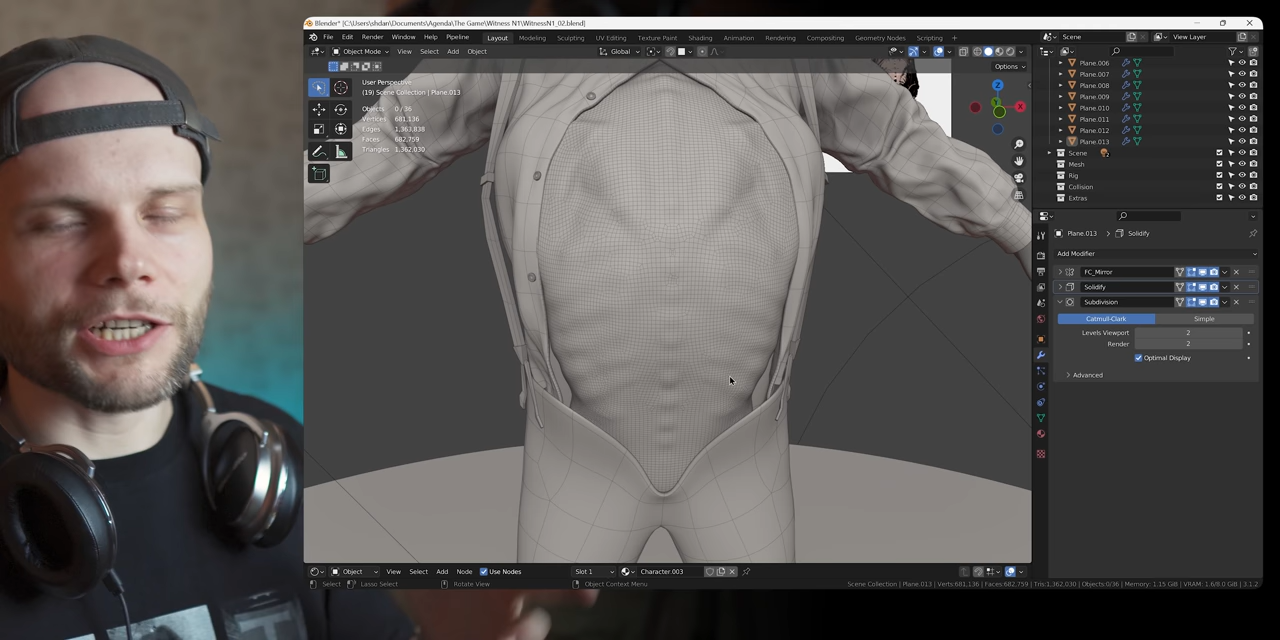 Blender* [C:\Users\shdan\Documents\Agenda\The Game\Witness N1\WitnessN1_02.blend]
File Edit Render Window Help Pipeline Layout Modeling Sculpting UV Editing Texture Paint Shading Animation Rendering Compositing Geometry Nodes Scripting + Scene View Layer
Object Mode View Select Add Object Global
Options
User Perspective
(19) Scene Collection | Plane.013
Objects 0/36
Vertices 681,136
Edges 1,363,838
Faces 682,759
Triangles 1,362,030
Z
Y
X
Plane.006
Plane.007
Plane.008
Plane.009
Plane.010
Plane.011
Plane.012
Plane.013
Scene
Mesh
Rig
Collision
Extras
Plane.013 > Solidify
Add Modifier
FC_Mirror
Solidify
Subdivision
Catmull-Clark Simple
Levels Viewport 2
Render 2
Optimal Display
Advanced
Object View Select Add Node Use Nodes Slot 1 Character.003
Select Lasso Select Rotate View Object Context Menu Scene Collection | Plane.013 | Verts:681,136 | Faces:682,759 | Tris:1,362,030 | Objects:0/36 | Memory: 1.15 GiB | VRAM: 1.6/8.0 GiB | 3.1.2